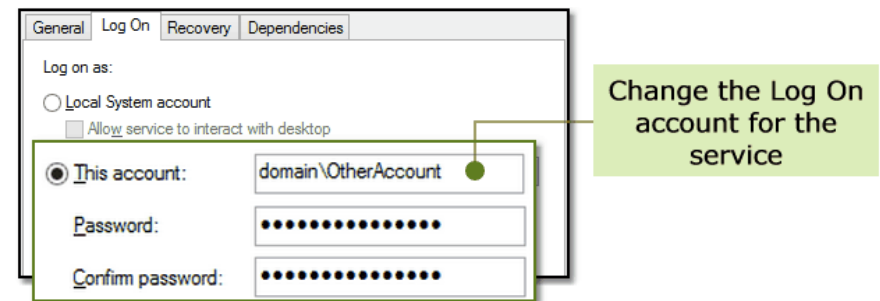 General Log On Recovery Dependencies
Log on as:
Local System account
Allow service to interact with desktop
This account: domain\OtherAccount
Password: ●●●●●●●●●●●●●●●
Confirm password: ●●●●●●●●●●●●●●●
Change the Log On
account for the
service